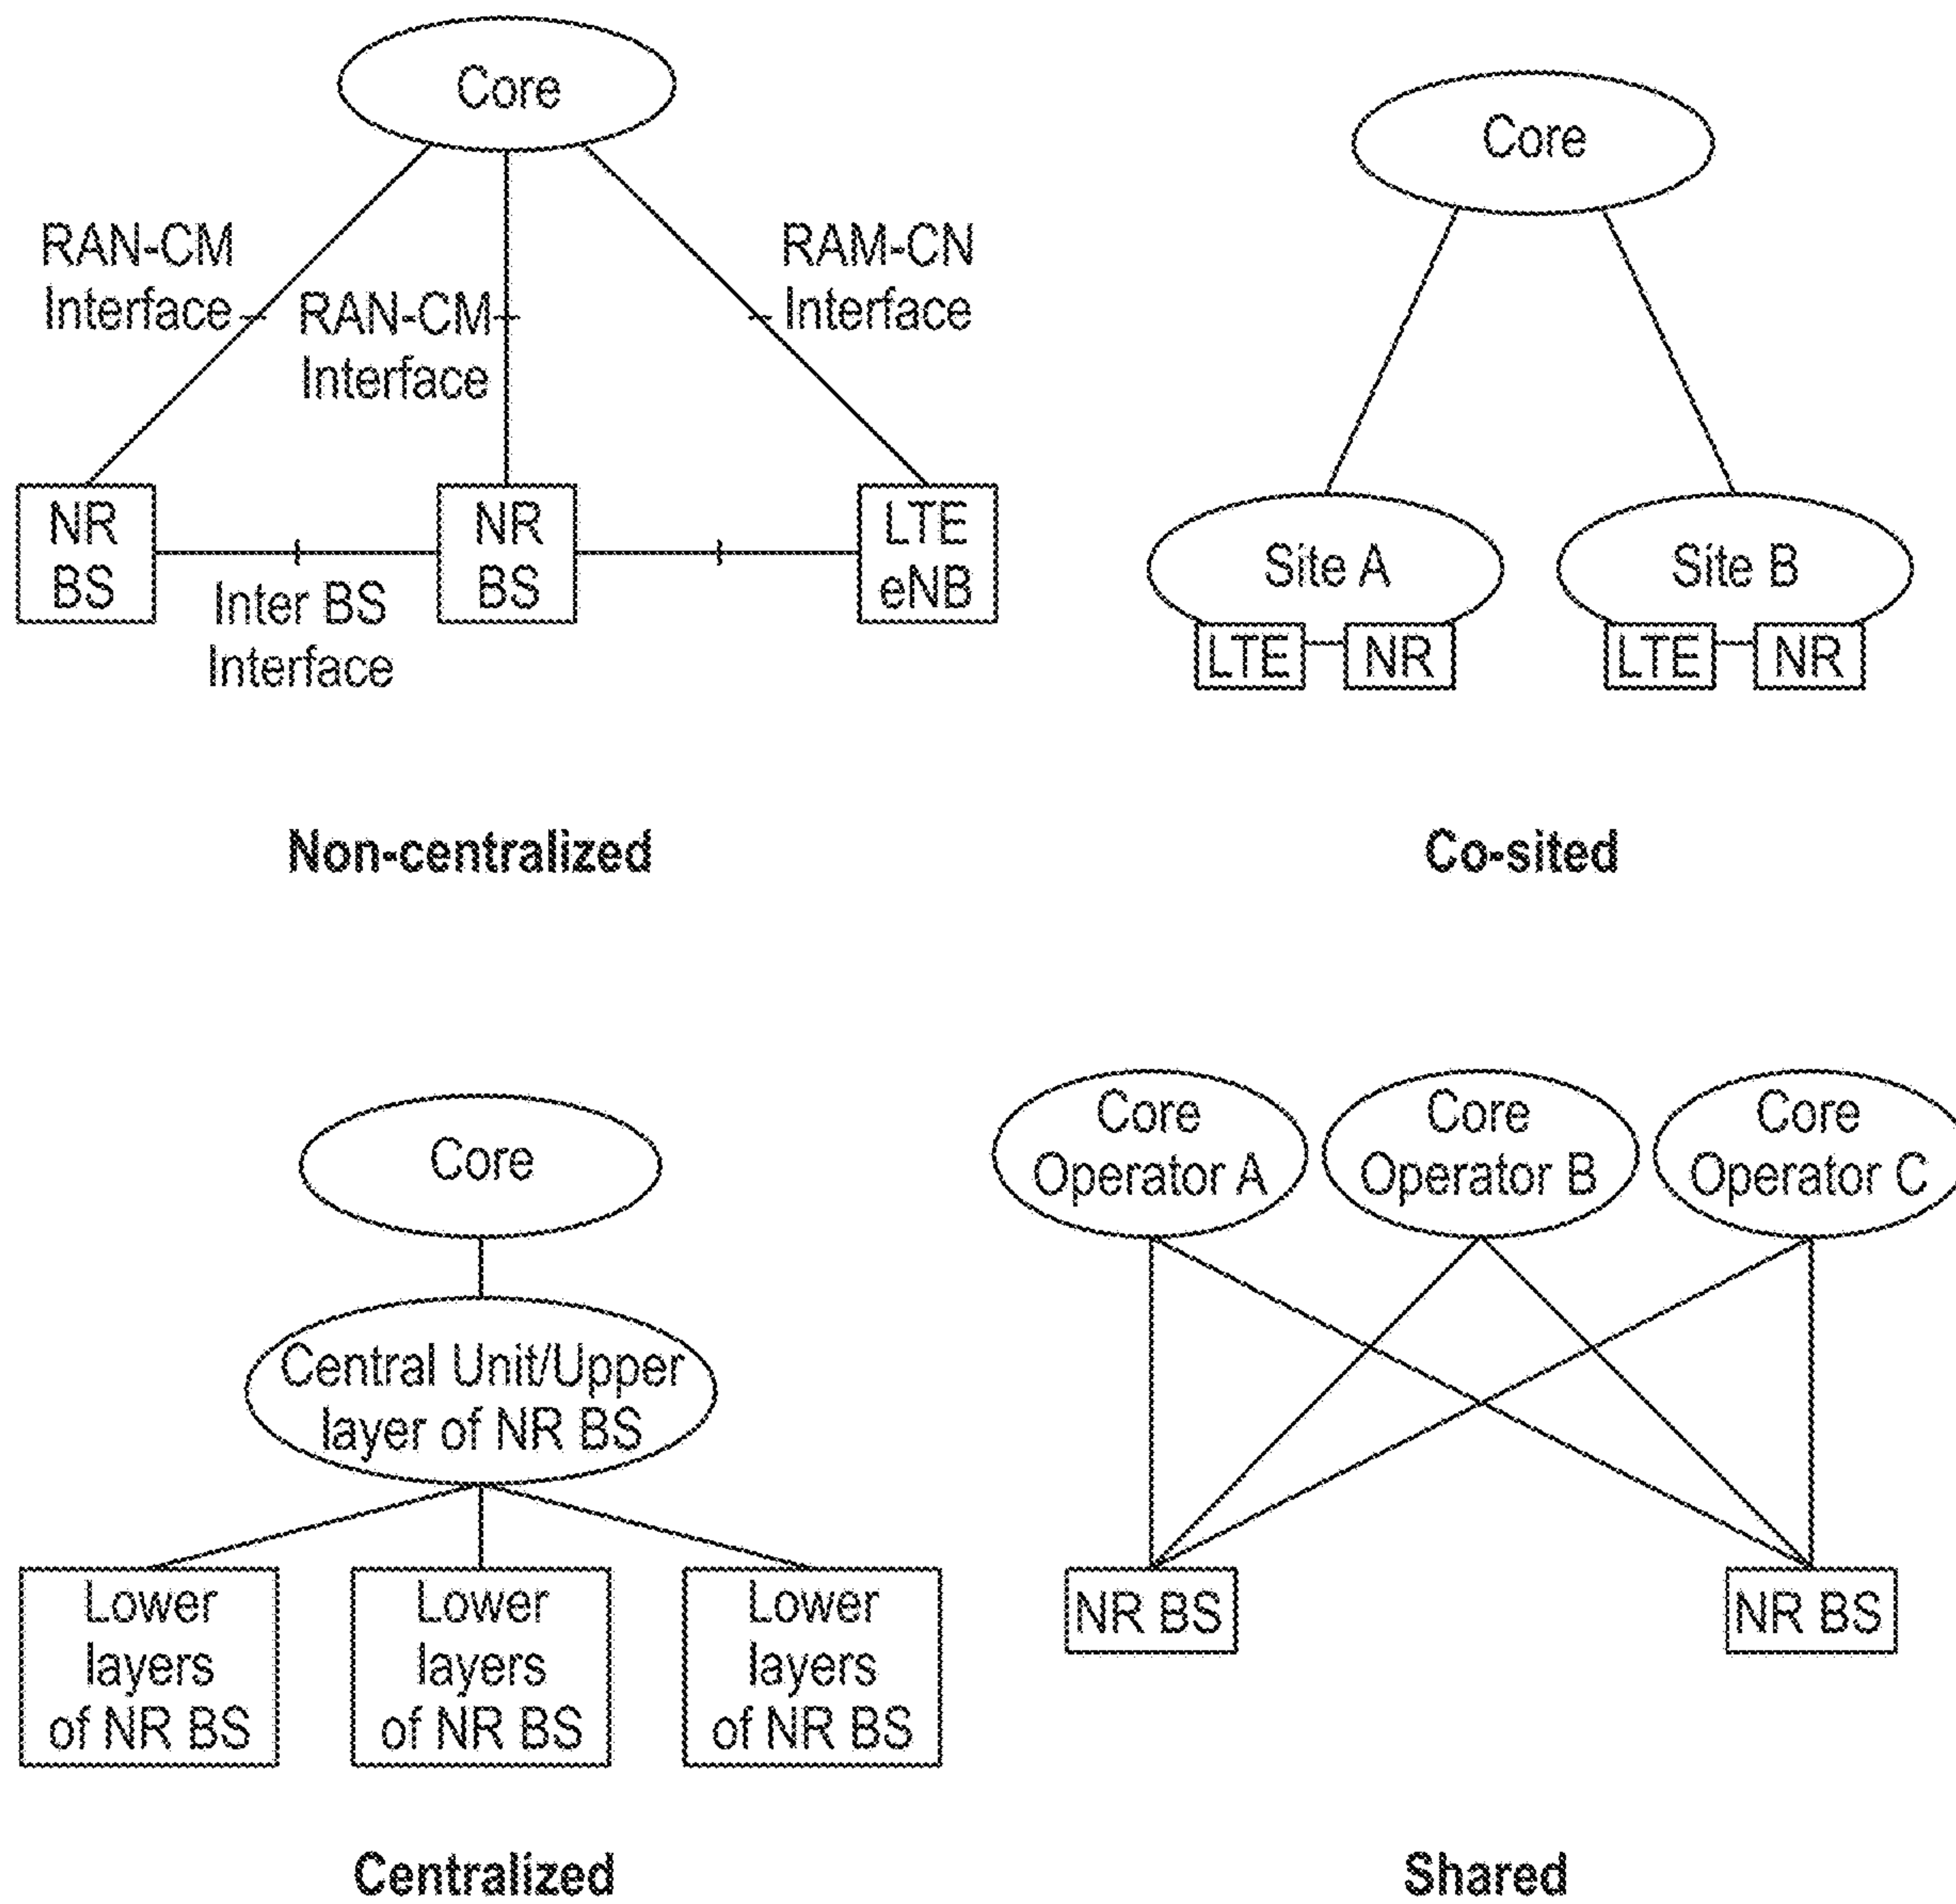 Core
RAN-CM
Interface
RAN-CM
Interface
RAM-CN
Interface
NR
BS
Inter BS
Interface
NR
BS
LTE
eNB
Non-centralized
Core
Site A
LTE
NR
Site B
LTE
NR
Co-sited
Core
Central Unit/Upper
layer of NR BS
Lower
layers
of NR BS
Lower
layers
of NR BS
Lower
layers
of NR BS
Centralized
Core
Operator A
Core
Operator B
Core
Operator C
NR BS
NR BS
Shared